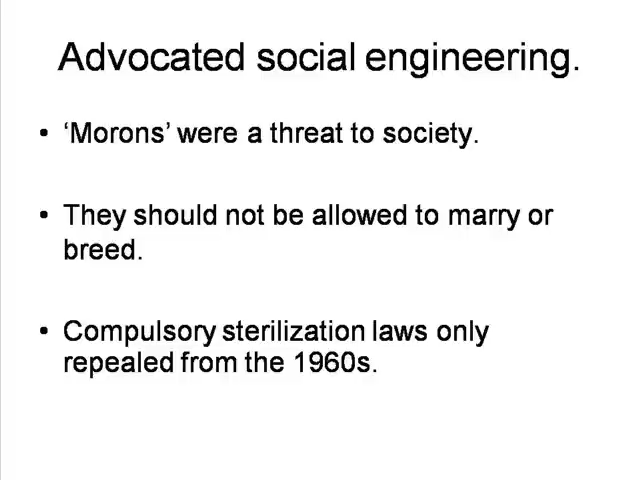 Advocated social engineering.
• ‘Morons’ were a threat to society.
• They should not be allowed to marry or
breed.
• Compulsory sterilization laws only
repealed from the 1960s.